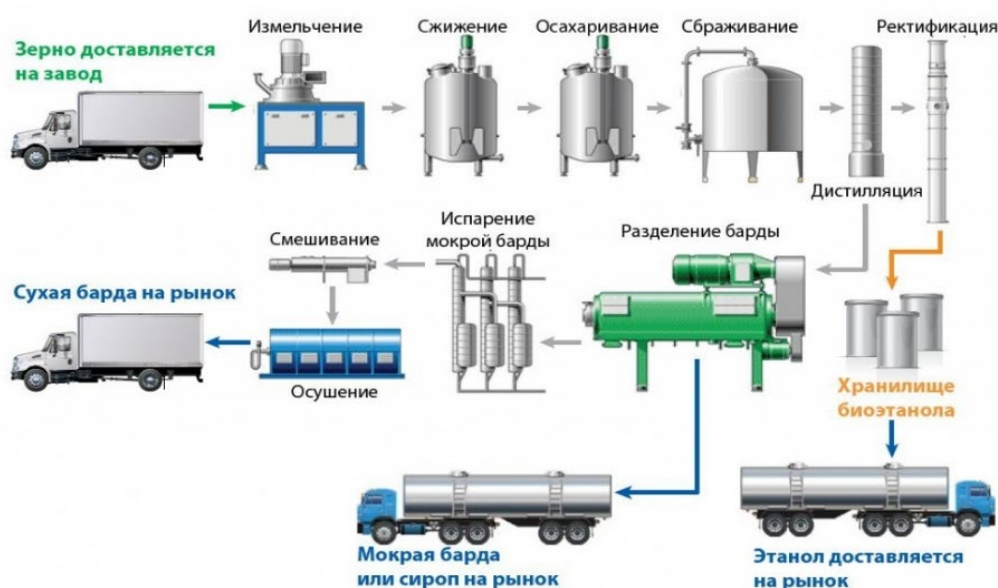 Зерно доставляется
на завод
Измельчение
Сжижение
Осахаривание
Сбраживание
Ректификация
Дистилляция
Смешивание
Испарение
мокрой барды
Разделение барды
Сухая барда на рынок
Осушение
Хранилище
биоэтанола
Мокрая барда
или сироп на рынок
Этанол доставляется
на рынок